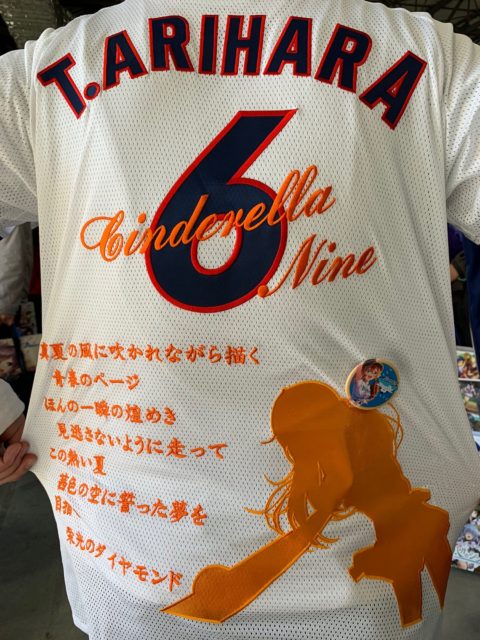 T.ARIHARA
6
Cinderella
Nine
真夏の風に吹かれながら描く
青春のページ
ほんの一瞬の煌めき
見逃さないように走って
この熱い夏
茜色の空に誓った夢を
目指
栄光のダイヤモンド